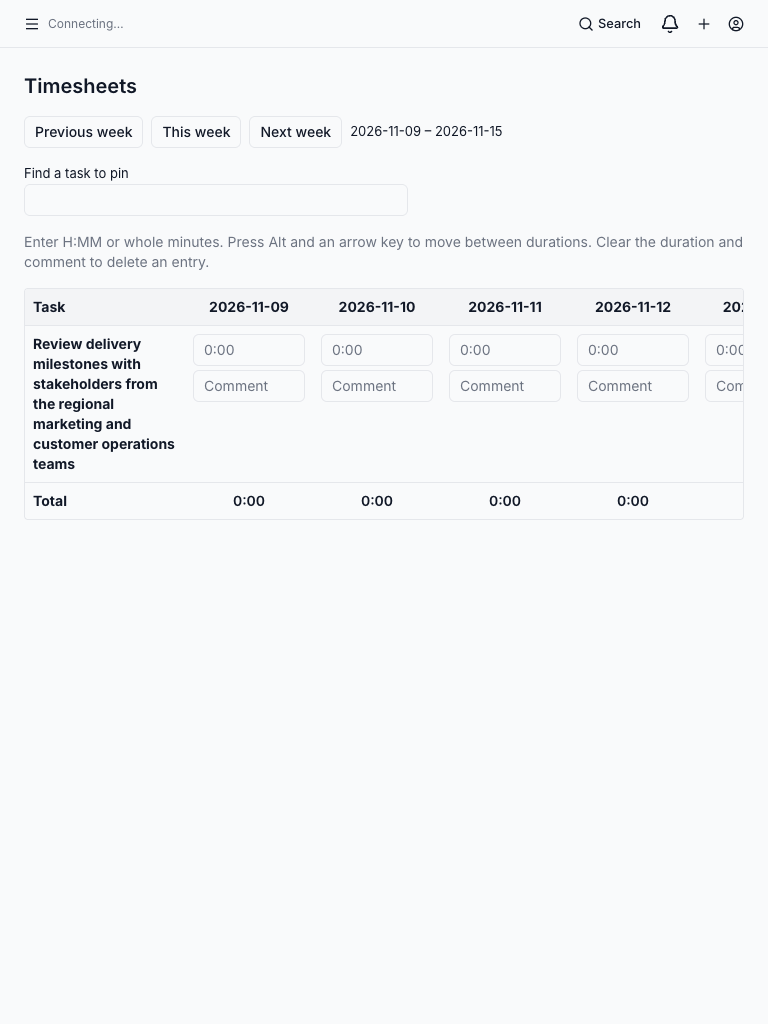 Connecting...
Search
Timesheets
Previous week
This week
Next week
2026-11-09 – 2026-11-15
Find a task to pin
Enter H:MM or whole minutes. Press Alt and an arrow key to move between durations. Clear the duration and
comment to delete an entry.
Task 2026-11-09 2026-11-10 2026-11-11 2026-11-12
Review delivery
milestones with
stakeholders from
the regional
marketing and
customer operations
teams
0:00 0:00 0:00 0:00 0:00
Comment Comment Comment Comment
Total 0:00 0:00 0:00 0:00